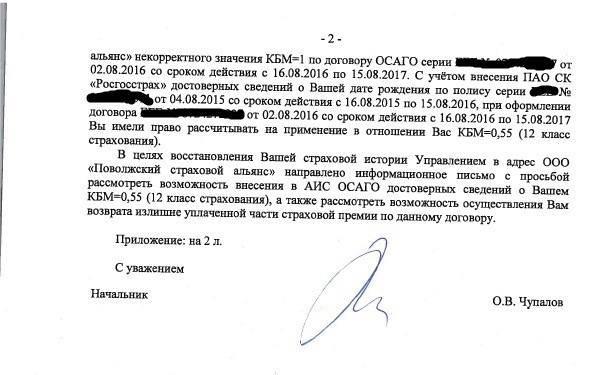 - 2 -
альянс» некорректного значения КБМ=1 по договору ОСАГО серии от
02.08.2016 со сроком действия с 16.08.2016 по 15.08.2017. С учётом внесения ПАО СК
«Росгосстрах» достоверных сведений о Вашей дате рождения по полису серии №
от 04.08.2015 со сроком действия с 16.08.2015 по 15.08.2016, при оформлении
договора от 02.08.2016 со сроком действия с 16.08.2016 по 15.08.2017
Вы имели право рассчитывать на применение в отношении Вас КБМ=0,55 (12 класс
страхования).
В целях восстановления Вашей страховой истории Управлением в адрес ООО
«Поволжский страховой альянс» направлено информационное письмо с просьбой
рассмотреть возможность внесения в АИС ОСАГО достоверных сведений о Вашем
КБМ=0,55 (12 класс страхования), а также рассмотреть возможность осуществления Вам
возврата излишне уплаченной части страховой премии по данному договору.
Приложение: на 2 л.
С уважением
Начальник О.В. Чупалов